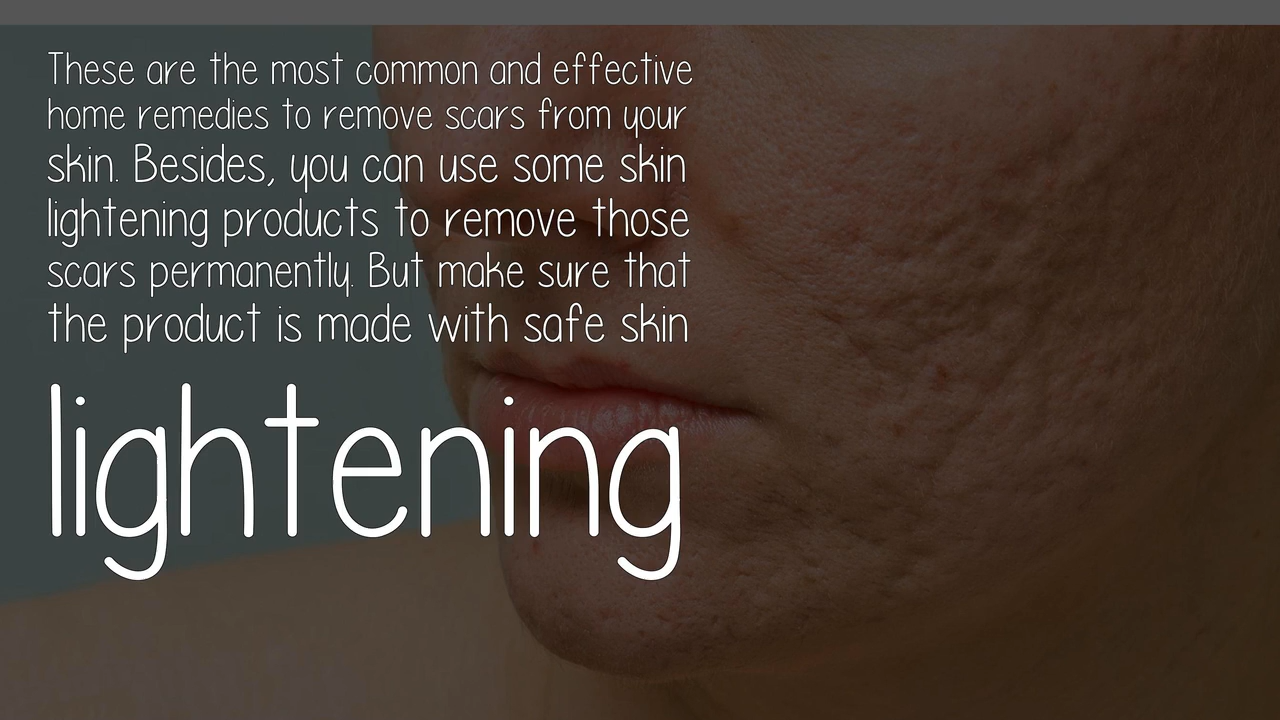 These are the most common and effective
home remedies to remove scars from your
skin. Besides, you can use some skin
lightening products to remove those
scars permanently. But make sure that
the product is made with safe skin
lightening